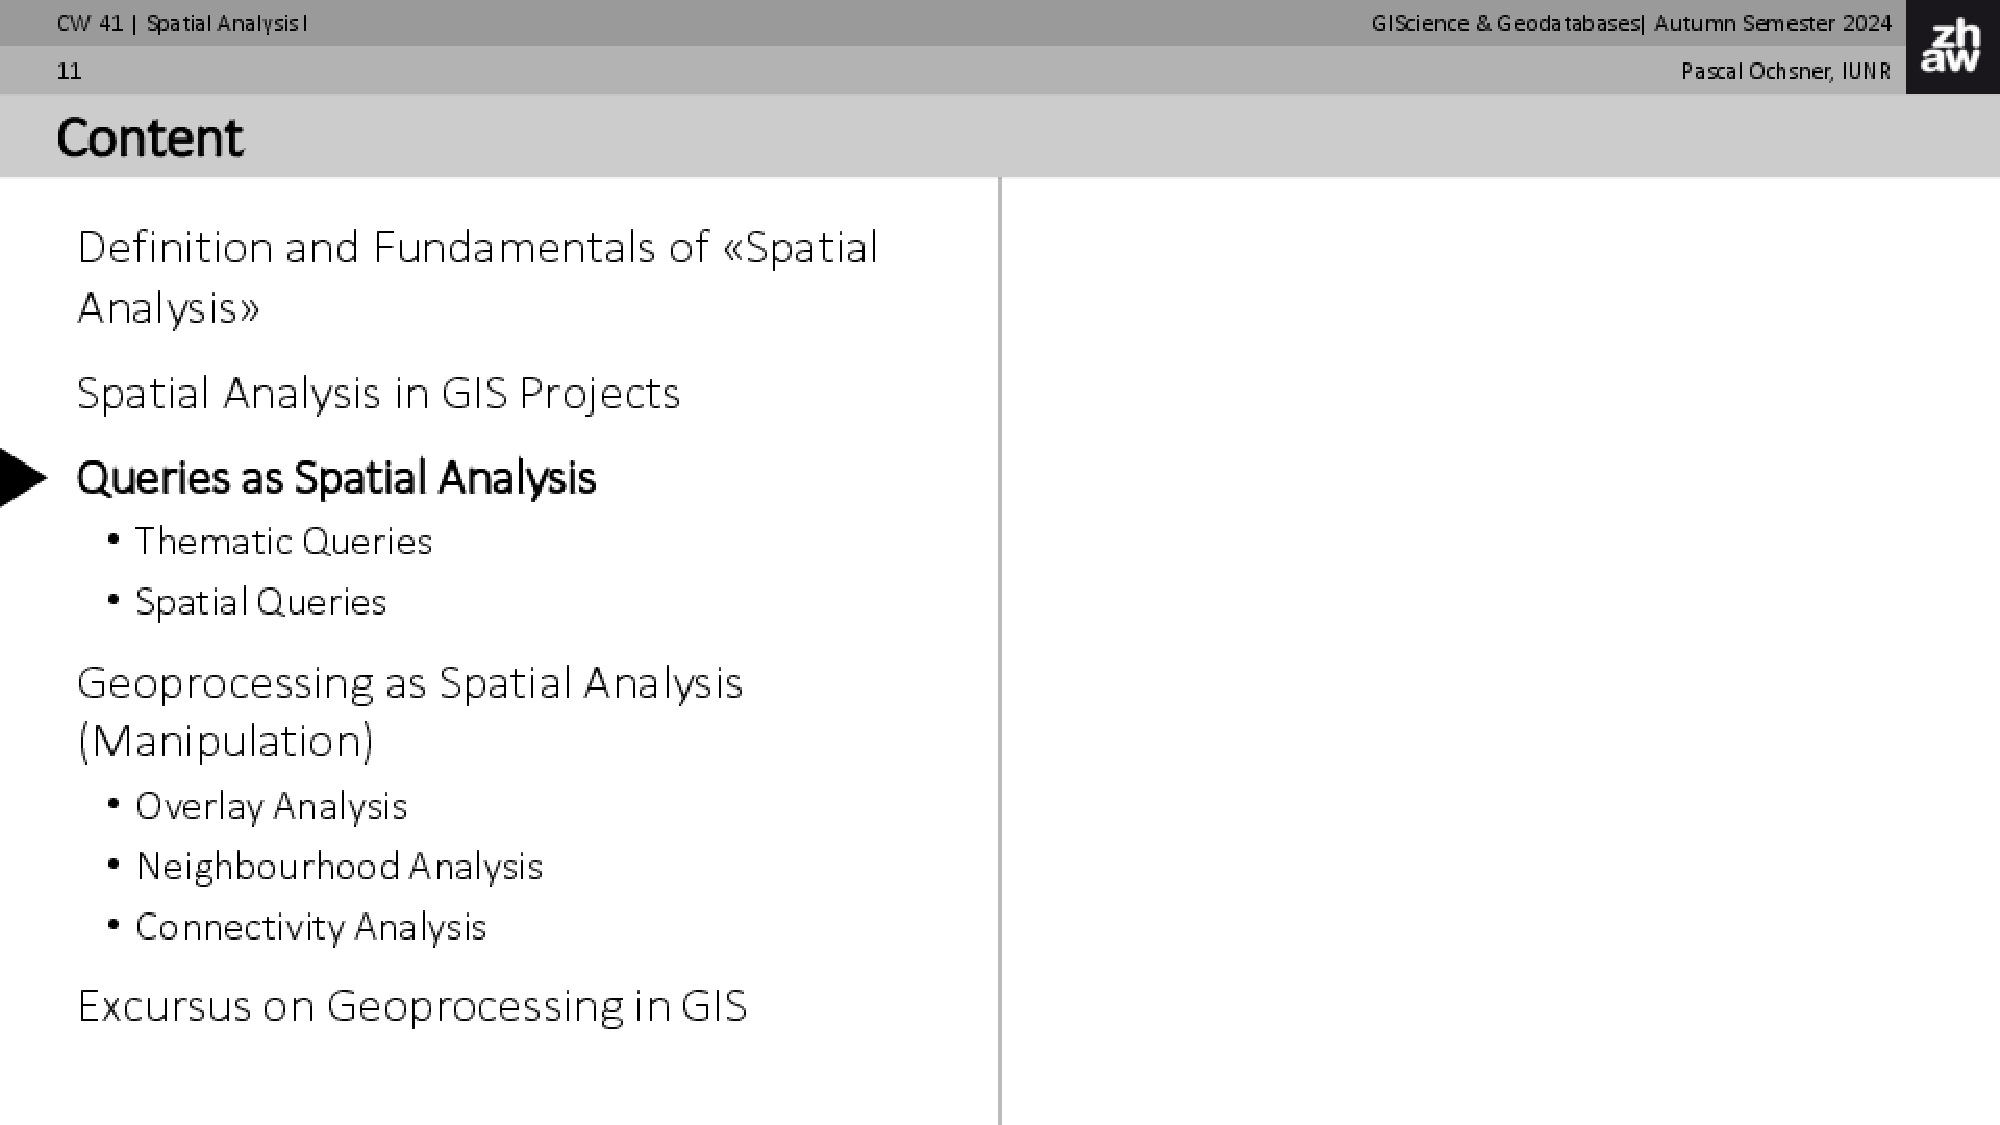 CW 41 | Spatial Analysis I
GIScience & Geodatabases| Autumn Semester 2024
zh
aw
11
Pascal Ochsner, IUNR
Content
Definition and Fundamentals of «Spatial
Analysis»
Spatial Analysis in GIS Projects
Queries as Spatial Analysis
• Thematic Queries
• Spatial Queries
Geoprocessing as Spatial Analysis
(Manipulation)
• Overlay Analysis
• Neighbourhood Analysis
• Connectivity Analysis
Excursus on Geoprocessing in GIS